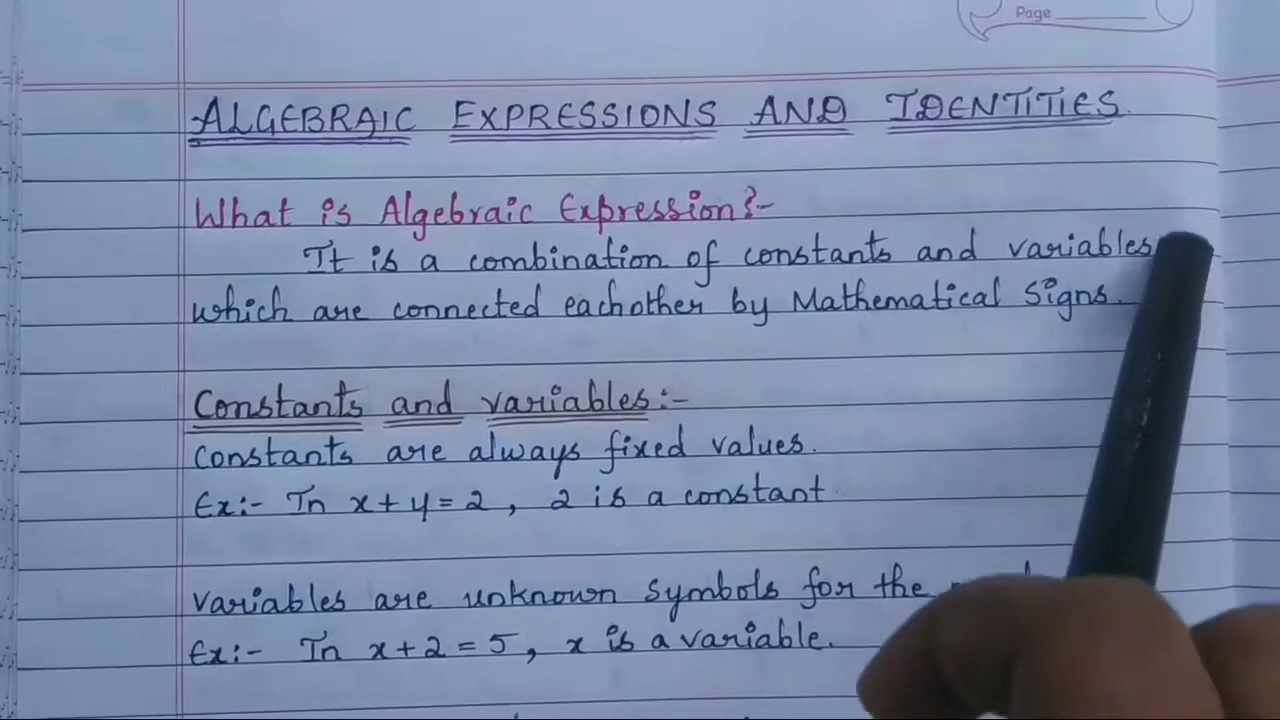 Page
ALGEBRAIC EXPRESSIONS AND IDENTITIES.
What is Algebraic Expression?-
It is a combination of constants and variables
which are connected eachother by Mathematical Signs.
Constants and variables:-
Constants are always fixed values.
Ex:- In x+y=2, 2 is a constant.
Variables are unknown symbols for the
Ex:- In x+2=5, x is a variable.